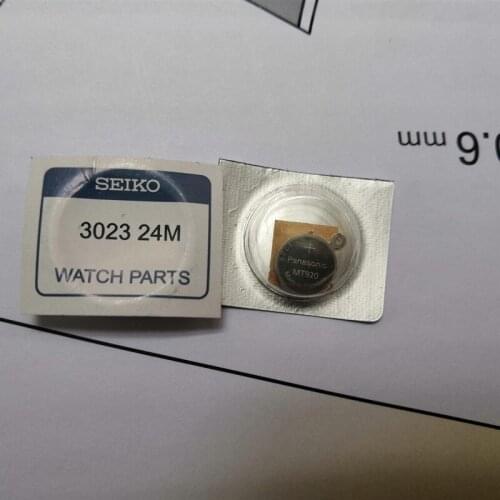 SEIKO
3023 24M
WATCH PARTS
+
Panasonic
MT920
.6 mm